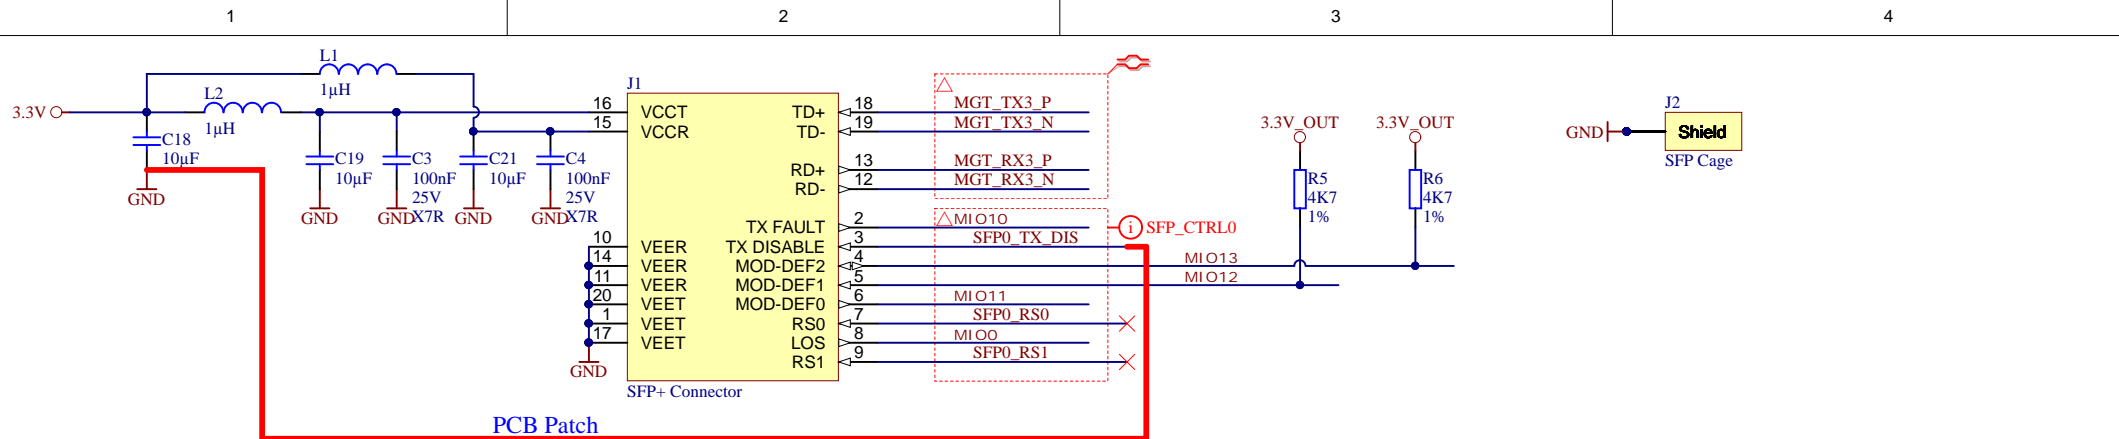 1
2
3
4
L1
1µH
L2
1µH
3.3V
C18
10µF
GND
C19
10µF
GND
C3
100nF
25V
X7R
GND
C21
10µF
GND
C4
100nF
25V
X7R
GND
J1
16 VCCT
15 VCCR
10 VEER
14 VEER
11 VEER
20 VEET
1 VEET
17 VEET
GND
TD+ 18 MGT_TX3_P
TD- 19 MGT_TX3_N
RD+ 13 MGT_RX3_P
RD- 12 MGT_RX3_N
TX FAULT 2 MIO10
TX DISABLE 3 SFP0_TX_DIS
MOD-DEF2 4 MIO13
MOD-DEF1 5 MIO12
MOD-DEF0 6 MIO11
RS0 7 SFP0_RS0
LOS 8 MIO0
RS1 9 SFP0_RS1
SFP+ Connector
i SFP_CTRL0
PCB Patch
3.3V_OUT
R5
4K7
1%
3.3V_OUT
R6
4K7
1%
J2
GND
Shield
SFP Cage